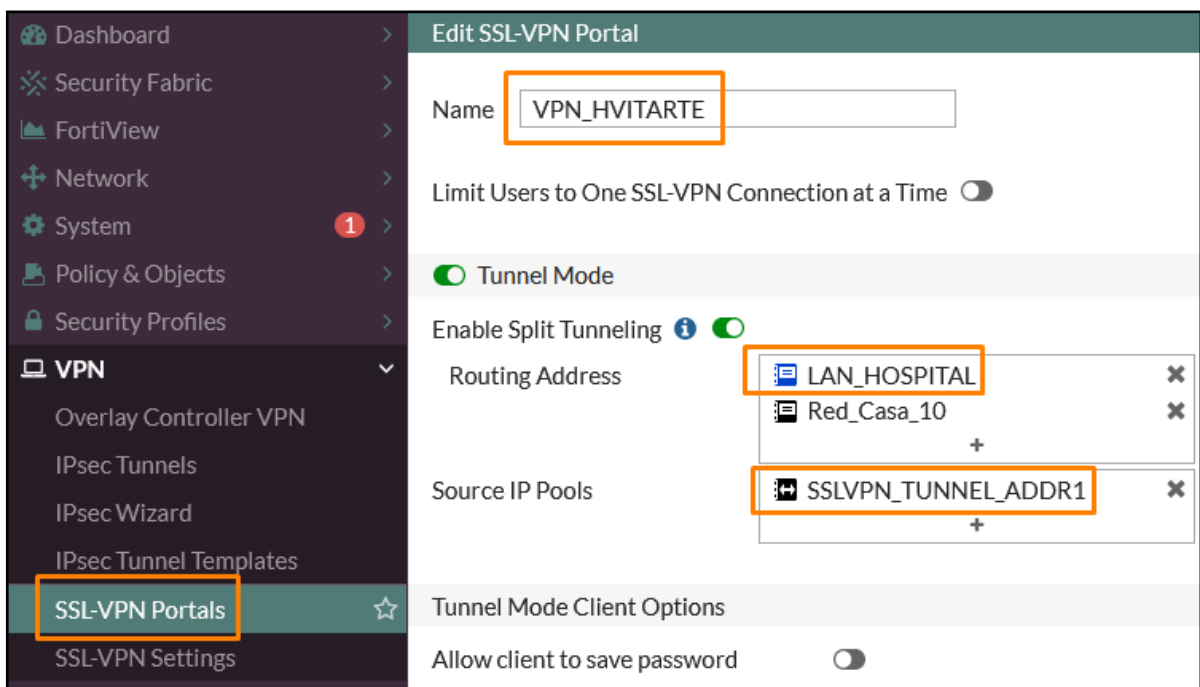 Dashboard
Security Fabric
FortiView
Network
System 1
Policy & Objects
Security Profiles
VPN
Overlay Controller VPN
IPsec Tunnels
IPsec Wizard
IPsec Tunnel Templates
SSL-VPN Portals
SSL-VPN Settings
Edit SSL-VPN Portal
Name VPN_HVITARTE
Limit Users to One SSL-VPN Connection at a Time
Tunnel Mode
Enable Split Tunneling
Routing Address LAN_HOSPITAL
Red_Casa_10
Source IP Pools SSLVPN_TUNNEL_ADDR1
Tunnel Mode Client Options
Allow client to save password